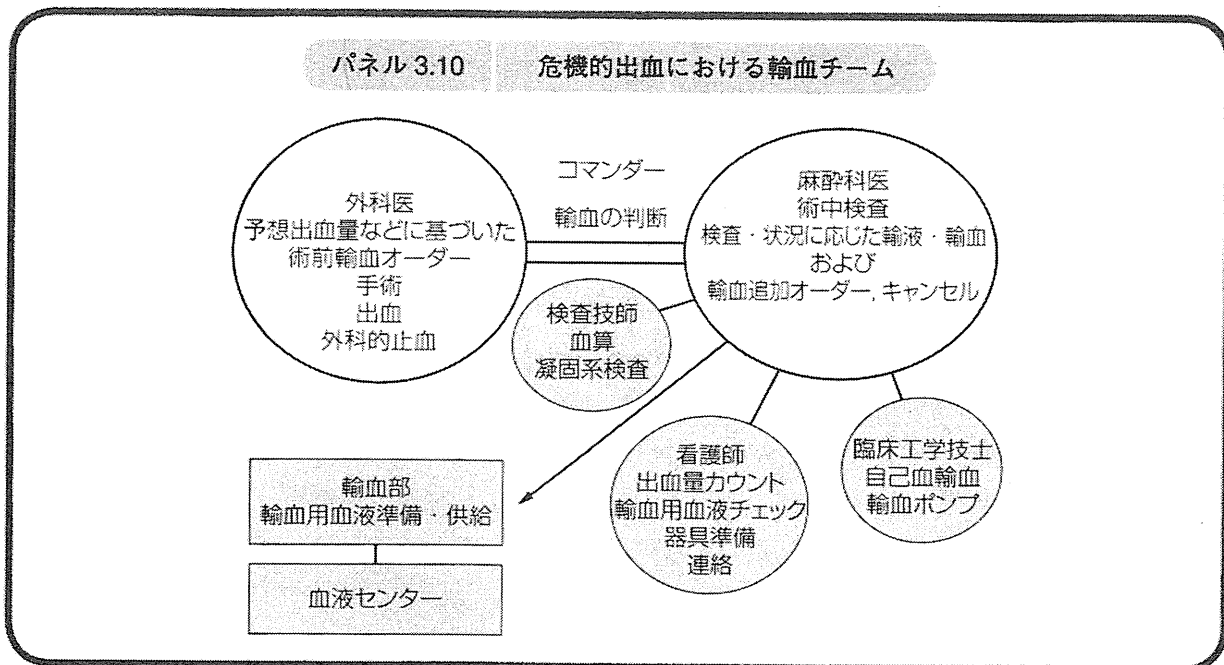 パネル 3.10 危機的出血における輸血チーム
外科医
予想出血量などに基づいた
術前輸血オーダー
手術
出血
外科的止血
コマンダー
輸血の判断
麻酔科医
術中検査
検査・状況に応じた輸液・輸血
および
輸血追加オーダー, キャンセル
検査技師
血算
凝固系検査
輸血部
輸血用血液準備・供給
血液センター
看護師
出血量カウント
輸血用血液チェック
器具準備
連絡
臨床工学技士
自己血輸血
輸血ポンプ